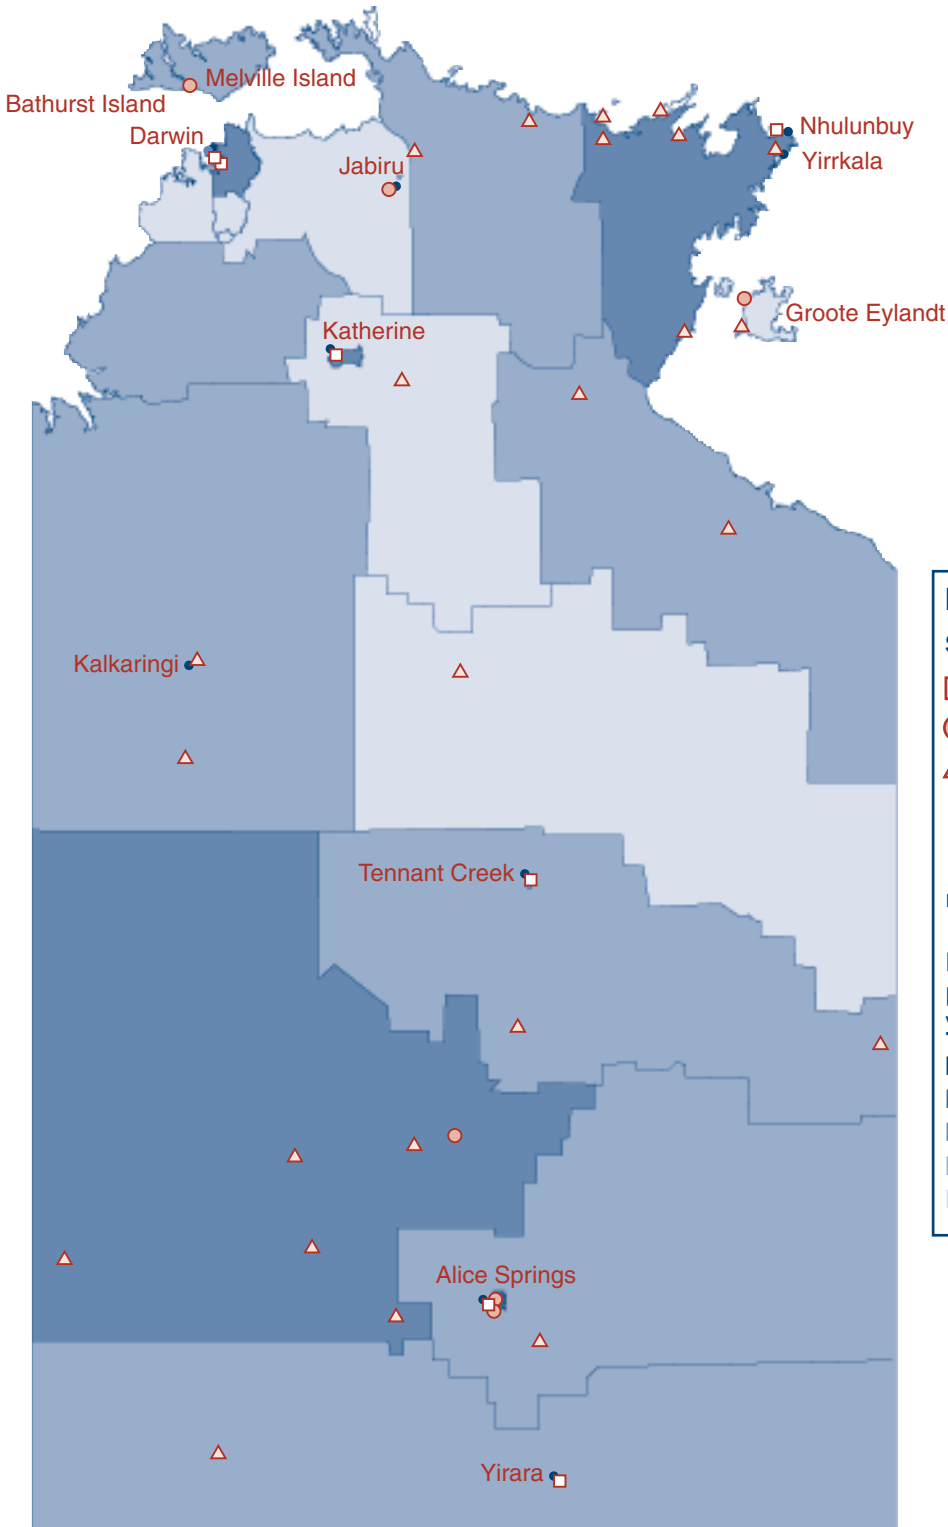 Melville Island
Bathurst Island
Darwin
Nhulunbuy
Jabiru
Yirrkala
Groote Eylandt
Katherine
Kalkaringi
Tennant Creek
Alice Springs
Yirara